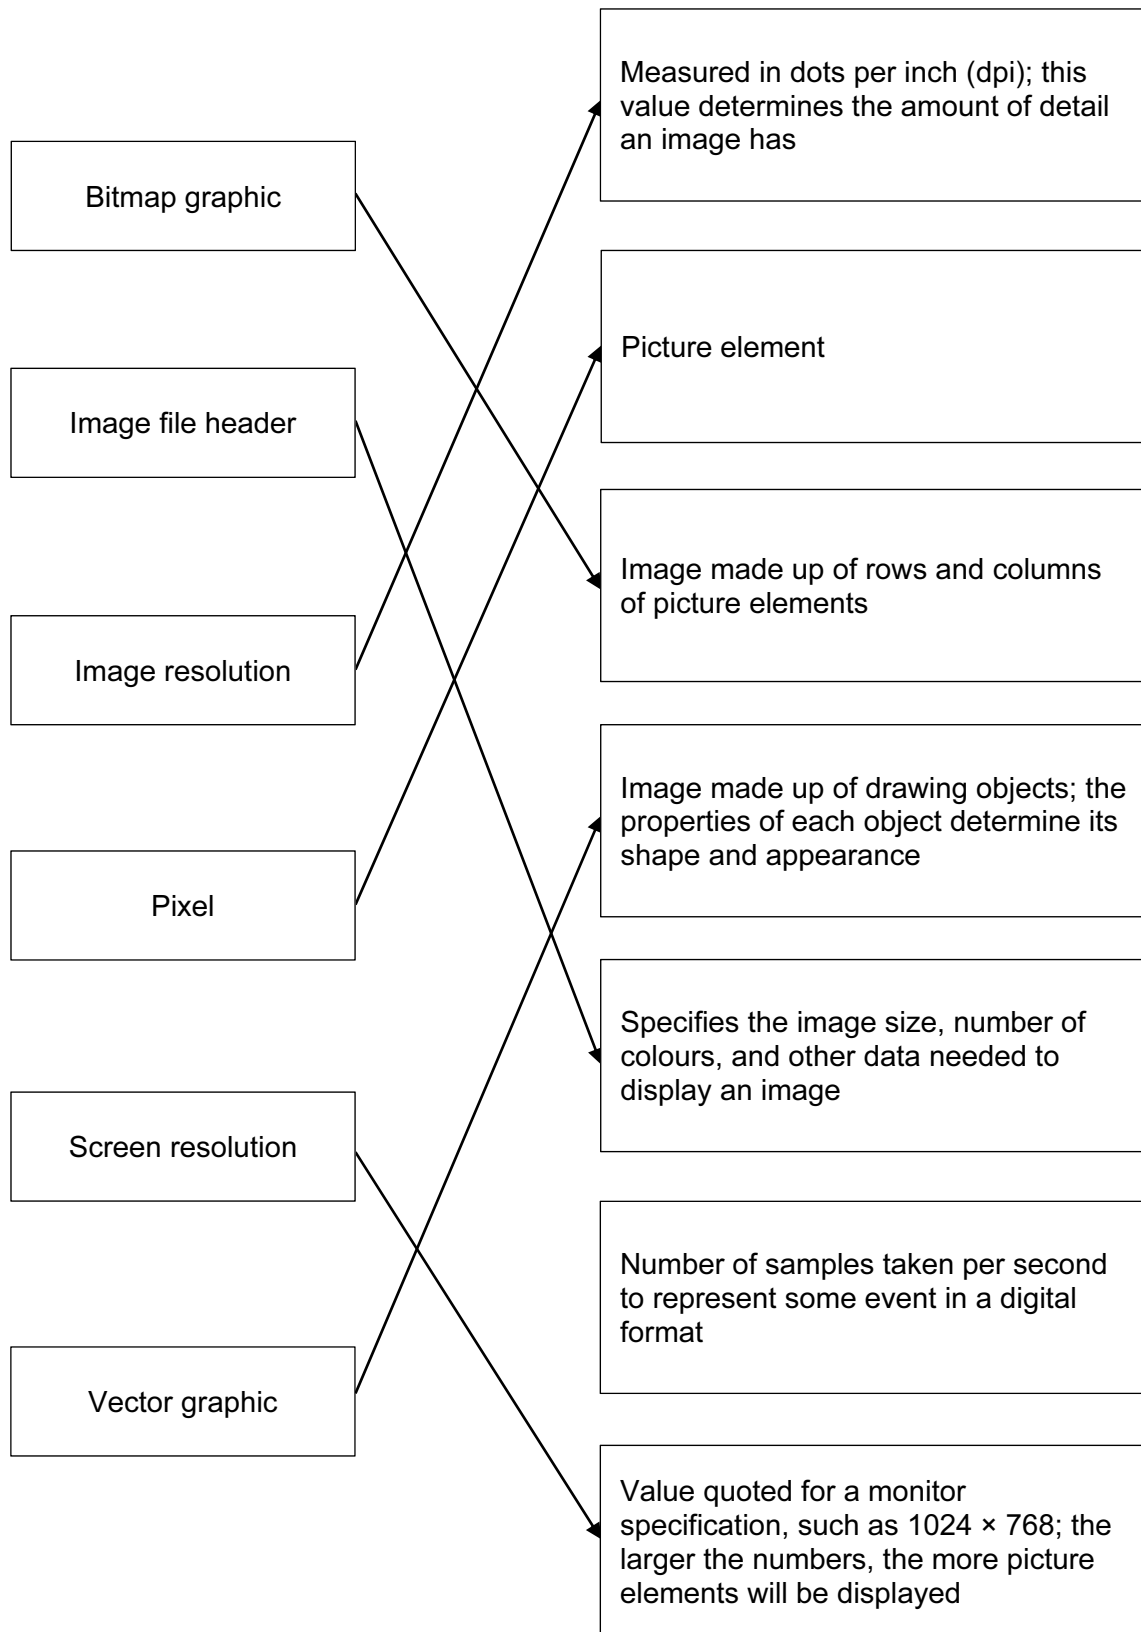 Measured in dots per inch (dpi); this
value determines the amount of detail
an image has
Bitmap graphic
Picture element
Image file header
Image made up of rows and columns
of picture elements
Image resolution
Image made up of drawing objects; the
properties of each object determine its
shape and appearance
Pixel
Specifies the image size, number of
colours, and other data needed to
display an image
Screen resolution
Number of samples taken per second
to represent some event in a digital
format
Vector graphic
Value quoted for a monitor
specification, such as 1024 × 768; the
larger the numbers, the more picture
elements will be displayed